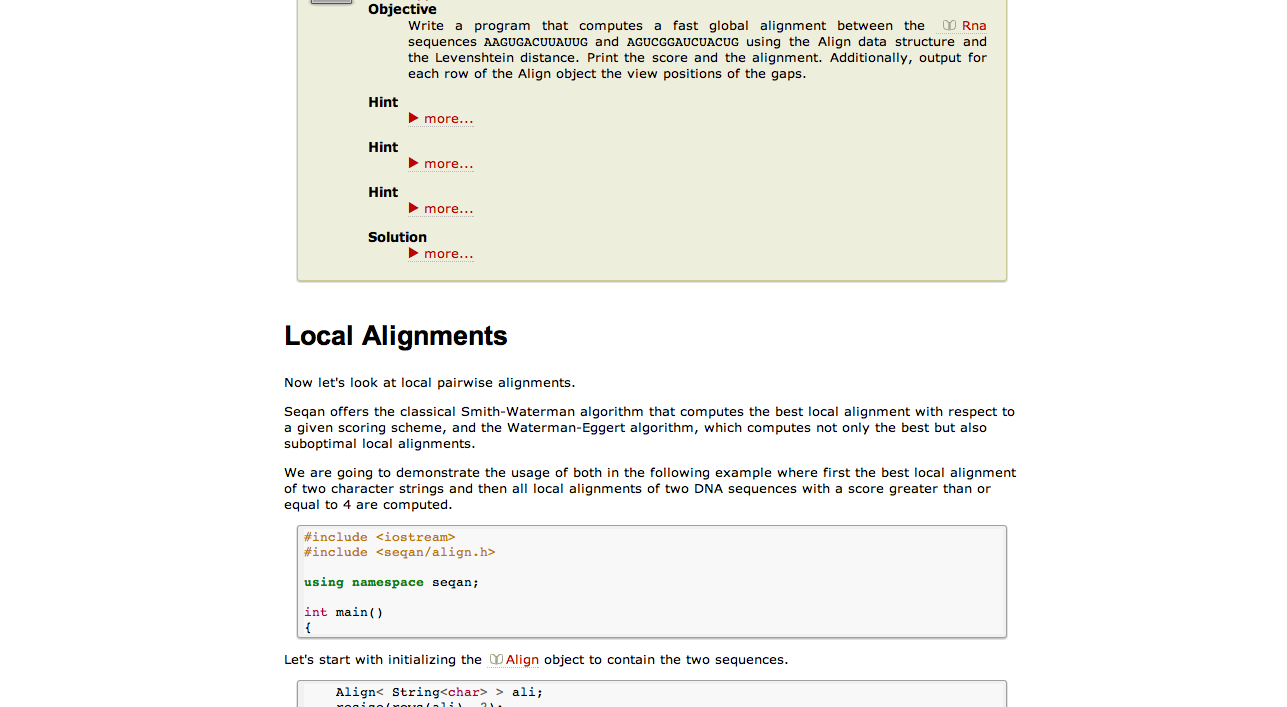 Objective
Write a program that computes a fast global alignment between the Rna
sequences AAGUGACUUAUUG and AGUCGGAUCUACUG using the Align data structure and
the Levenshtein distance. Print the score and the alignment. Additionally, output for
each row of the Align object the view positions of the gaps.
Hint
more...
Hint
more...
Hint
more...
Solution
more...
Local Alignments
Now let's look at local pairwise alignments.
Seqan offers the classical Smith-Waterman algorithm that computes the best local alignment with respect to
a given scoring scheme, and the Waterman-Eggert algorithm, which computes not only the best but also
suboptimal local alignments.
We are going to demonstrate the usage of both in the following example where first the best local alignment
of two character strings and then all local alignments of two DNA sequences with a score greater than or
equal to 4 are computed.
#include <iostream>
#include <seqan/align.h>
using namespace seqan;
int main()
{
Let's start with initializing the Align object to contain the two sequences.
Align< String<char> > ali;
resize(rows(ali), 2);